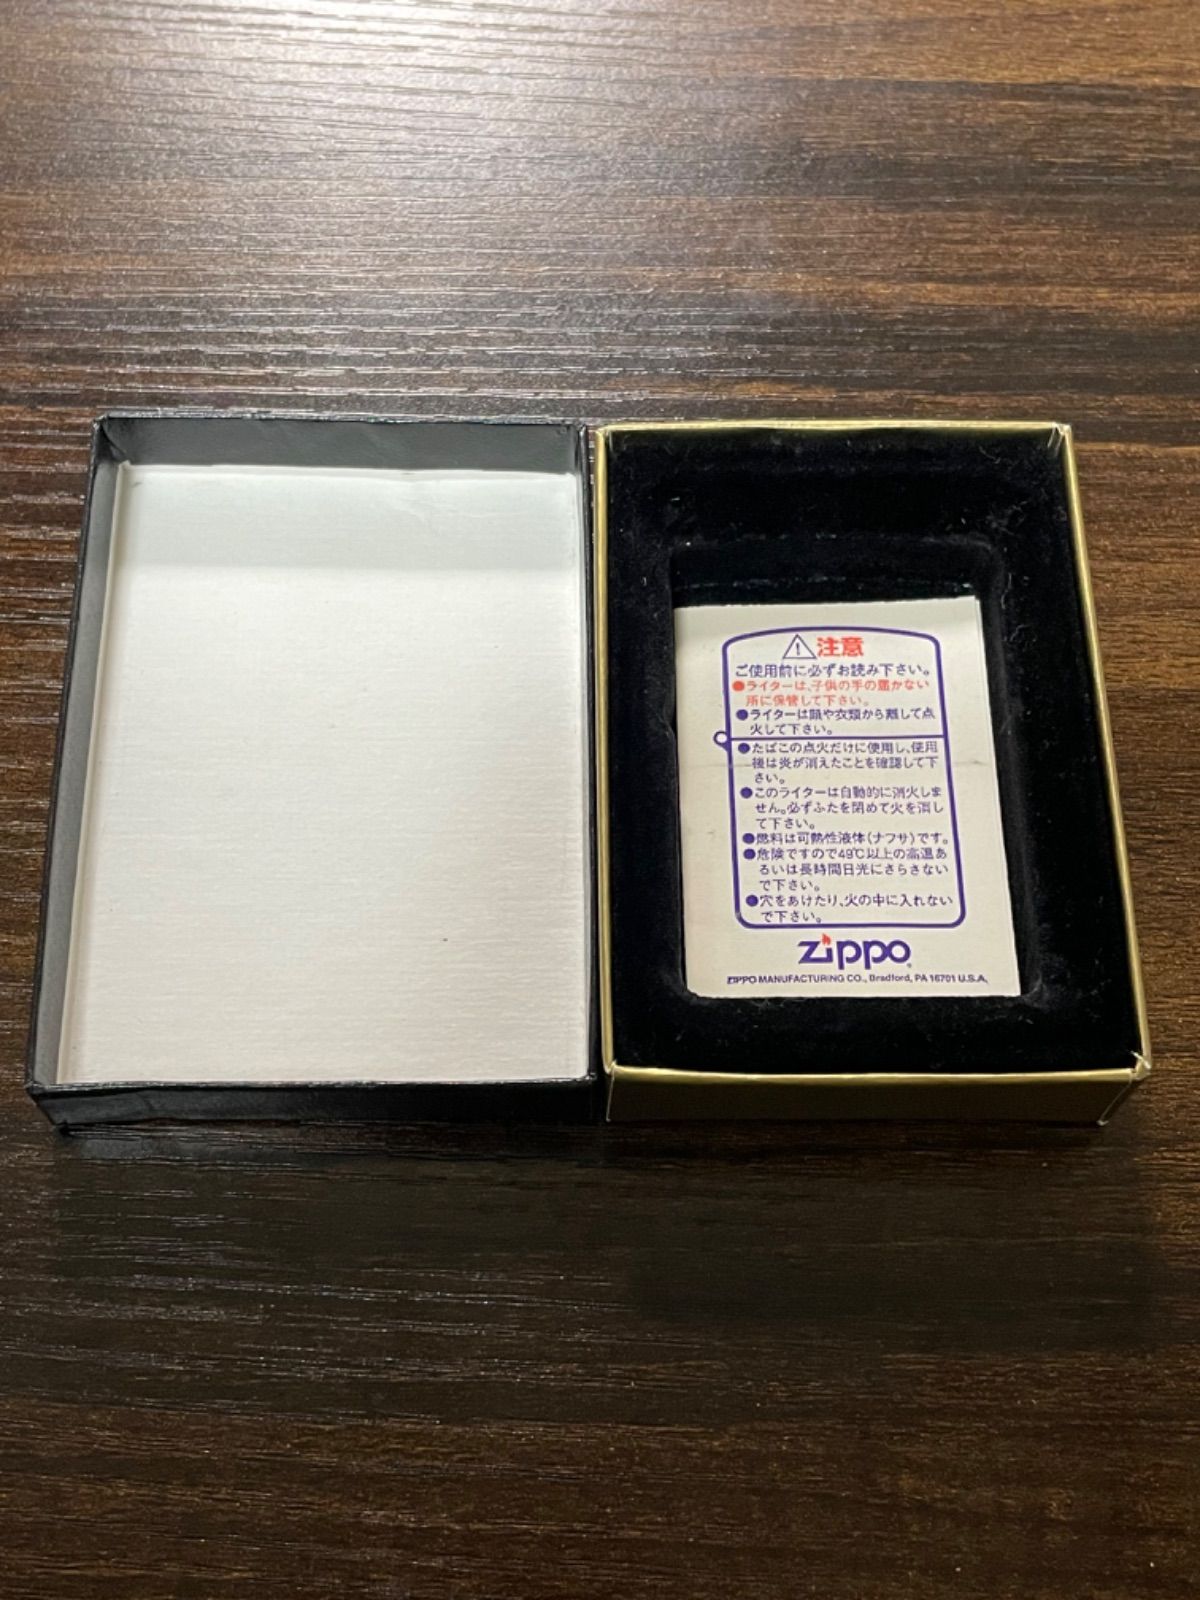 注意
ご使用前に必ずお読み下さい。
●ライターは、子供の手の届かない
所に保管して下さい。
●ライターは顔や衣類から離して点
火して下さい。
●たばこの点火だけに使用し、使用
後は炎が消えたことを確認して下
さい。
●このライターは自動的に消火しま
せん。必ずふたを閉めて火を消し
て下さい。
●燃料は可熱性液体(ナフサ)です。
●危険ですので49℃以上の高温あ
るいは長時間日光にさらさない
で下さい。
●穴をあけたり、火の中に入れない
で下さい。
Zippo
ZIPPO MANUFACTURING CO., Bradford, PA 16701 U.S.A.